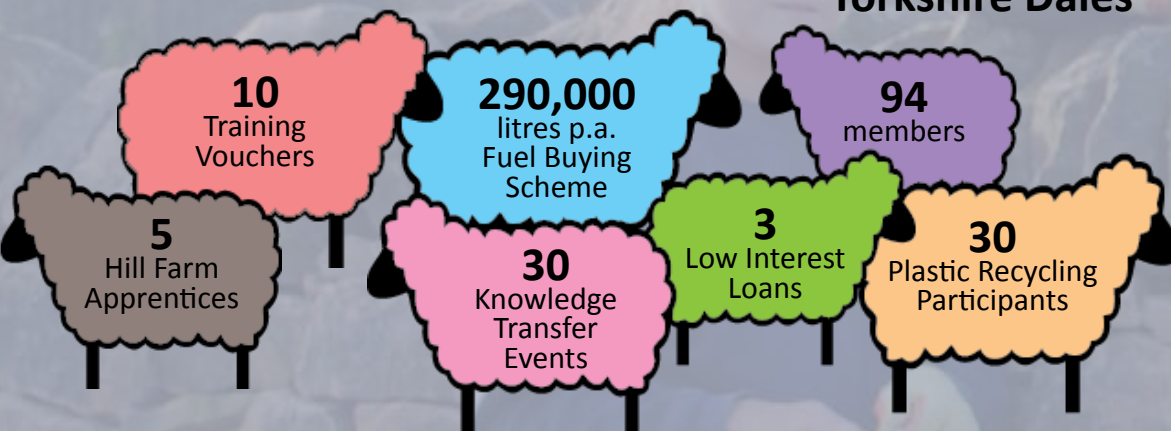 Yorkshire Dales
10
Training
Vouchers
290,000
litres p.a.
Fuel Buying
Scheme
94
members
5
Hill Farm
Apprentices
30
Knowledge
Transfer
Events
3
Low Interest
Loans
30
Plastic Recycling
Participants